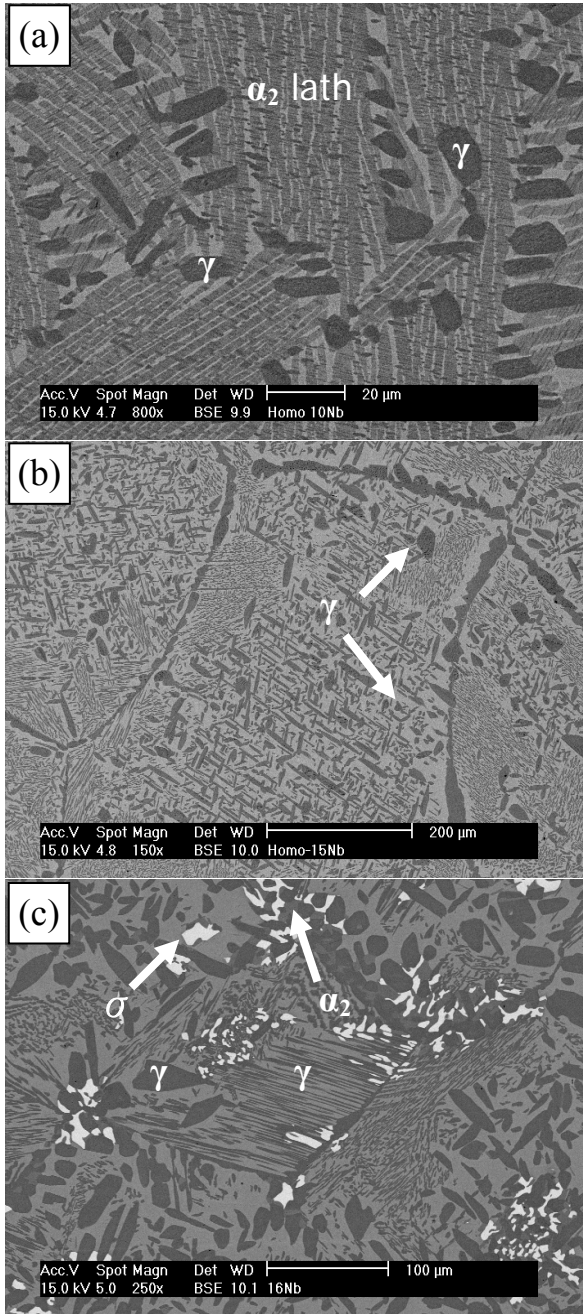 (a)
α₂ lath
γ
γ
Acc.V Spot Magn Det WD 20 µm
15.0 kV 4.7 800x BSE 9.9 Homo 10Nb
(b)
γ
Acc.V Spot Magn Det WD 200 µm
15.0 kV 4.8 150x BSE 10.0 Homo-15Nb
(c)
σ
α₂
γ
γ
Acc.V Spot Magn Det WD 100 µm
15.0 kV 5.0 250x BSE 10.1 16Nb